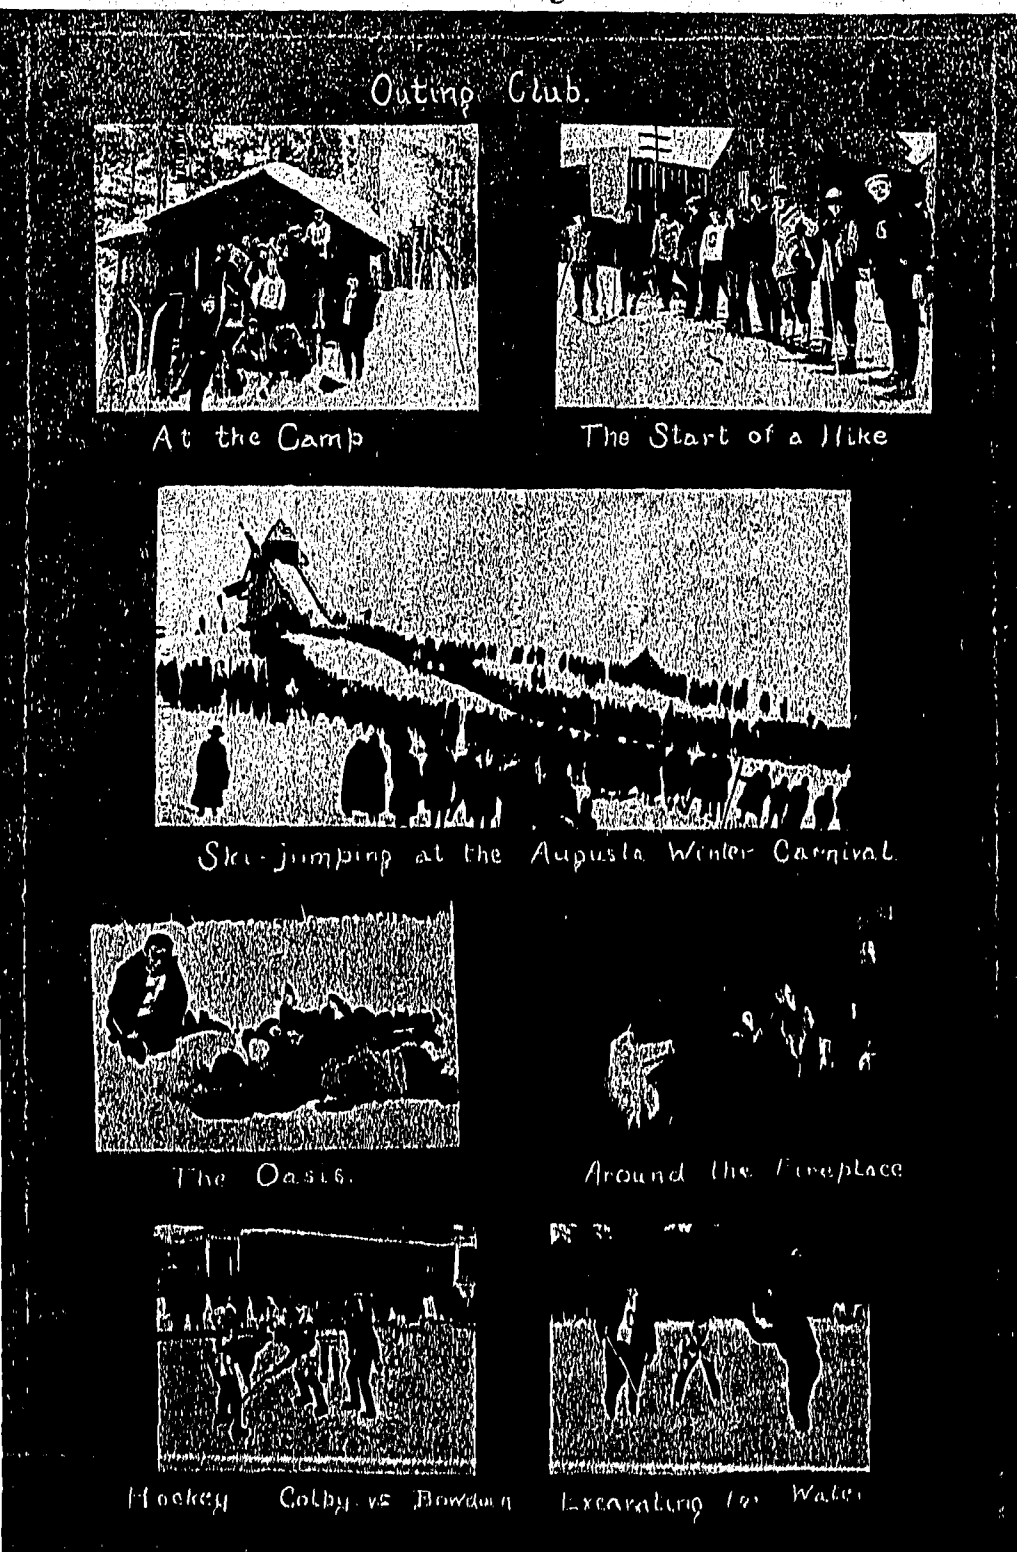 Outing Club.
At the Camp
The Start of a Hike
Ski-jumping at the Augusta Winter Carnival
The Oasis.
Around the Fireplace
Hockey Colby vs Bowdoin
Excavating for Water